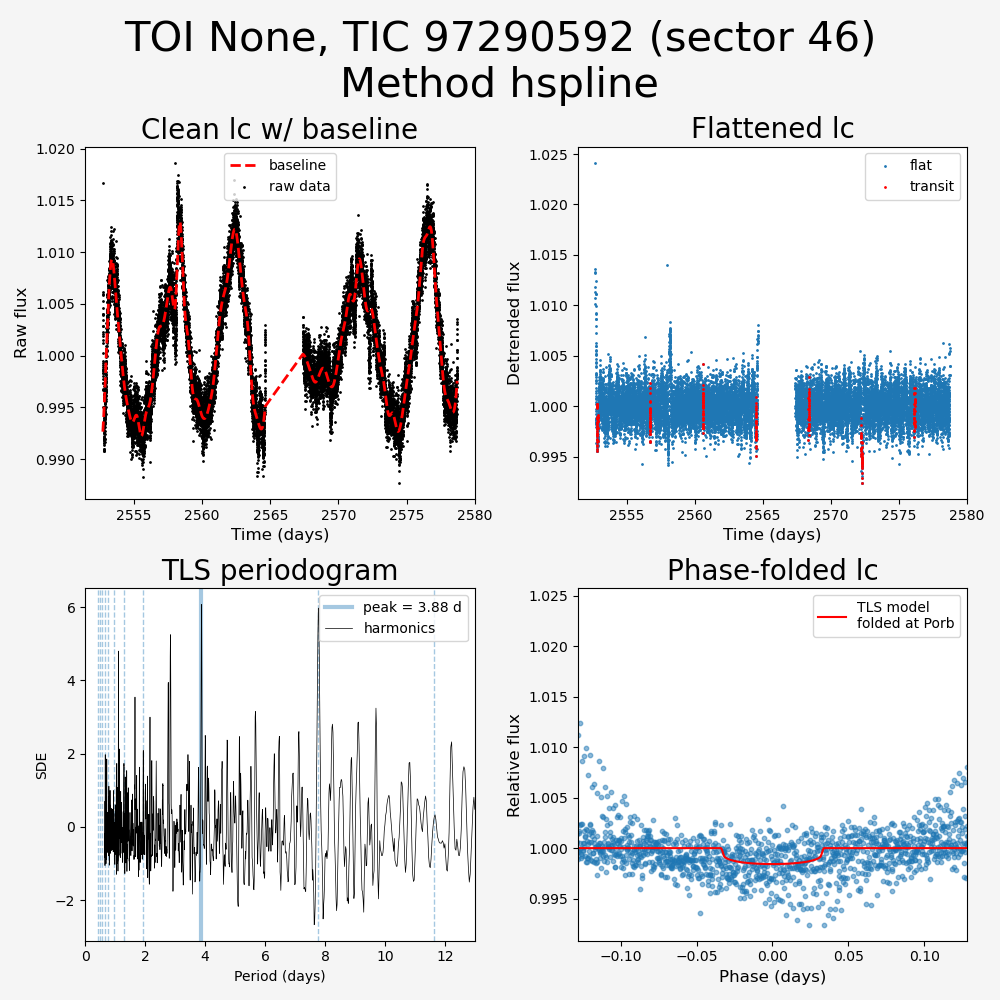 TOI None, TIC 97290592 (sector 46)
Method hspline
Clean lc w/ baseline
1.020
1.015
1.010
1.005
1.000
0.995
0.990
Raw flux
baseline
raw data
2555
2560
2565
2570
2575
2580
Time (days)
Flattened lc
1.025
1.020
1.015
1.010
1.005
1.000
0.995
Detrended flux
flat
transit
2555
2560
2565
2570
2575
2580
Time (days)
TLS periodogram
6
4
2
0
−2
SDE
peak = 3.88 d
harmonics
0
2
4
6
8
10
12
Period (days)
Phase-folded lc
1.025
1.020
1.015
1.010
1.005
1.000
0.995
Relative flux
TLS model
folded at Porb
−0.10
−0.05
0.00
0.05
0.10
Phase (days)